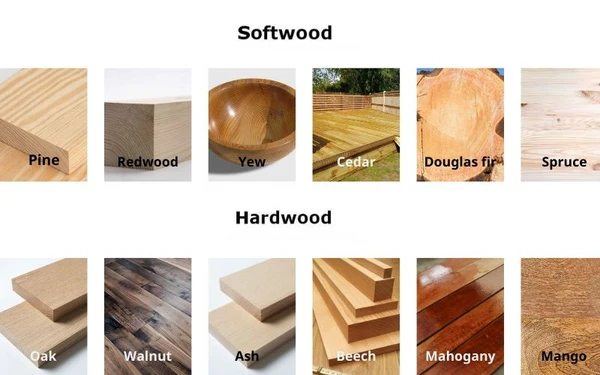 Softwood
Pine
Redwood
Yew
Cedar
Douglas fir
Spruce
Hardwood
Oak
Walnut
Ash
Beech
Mahogany
Mango